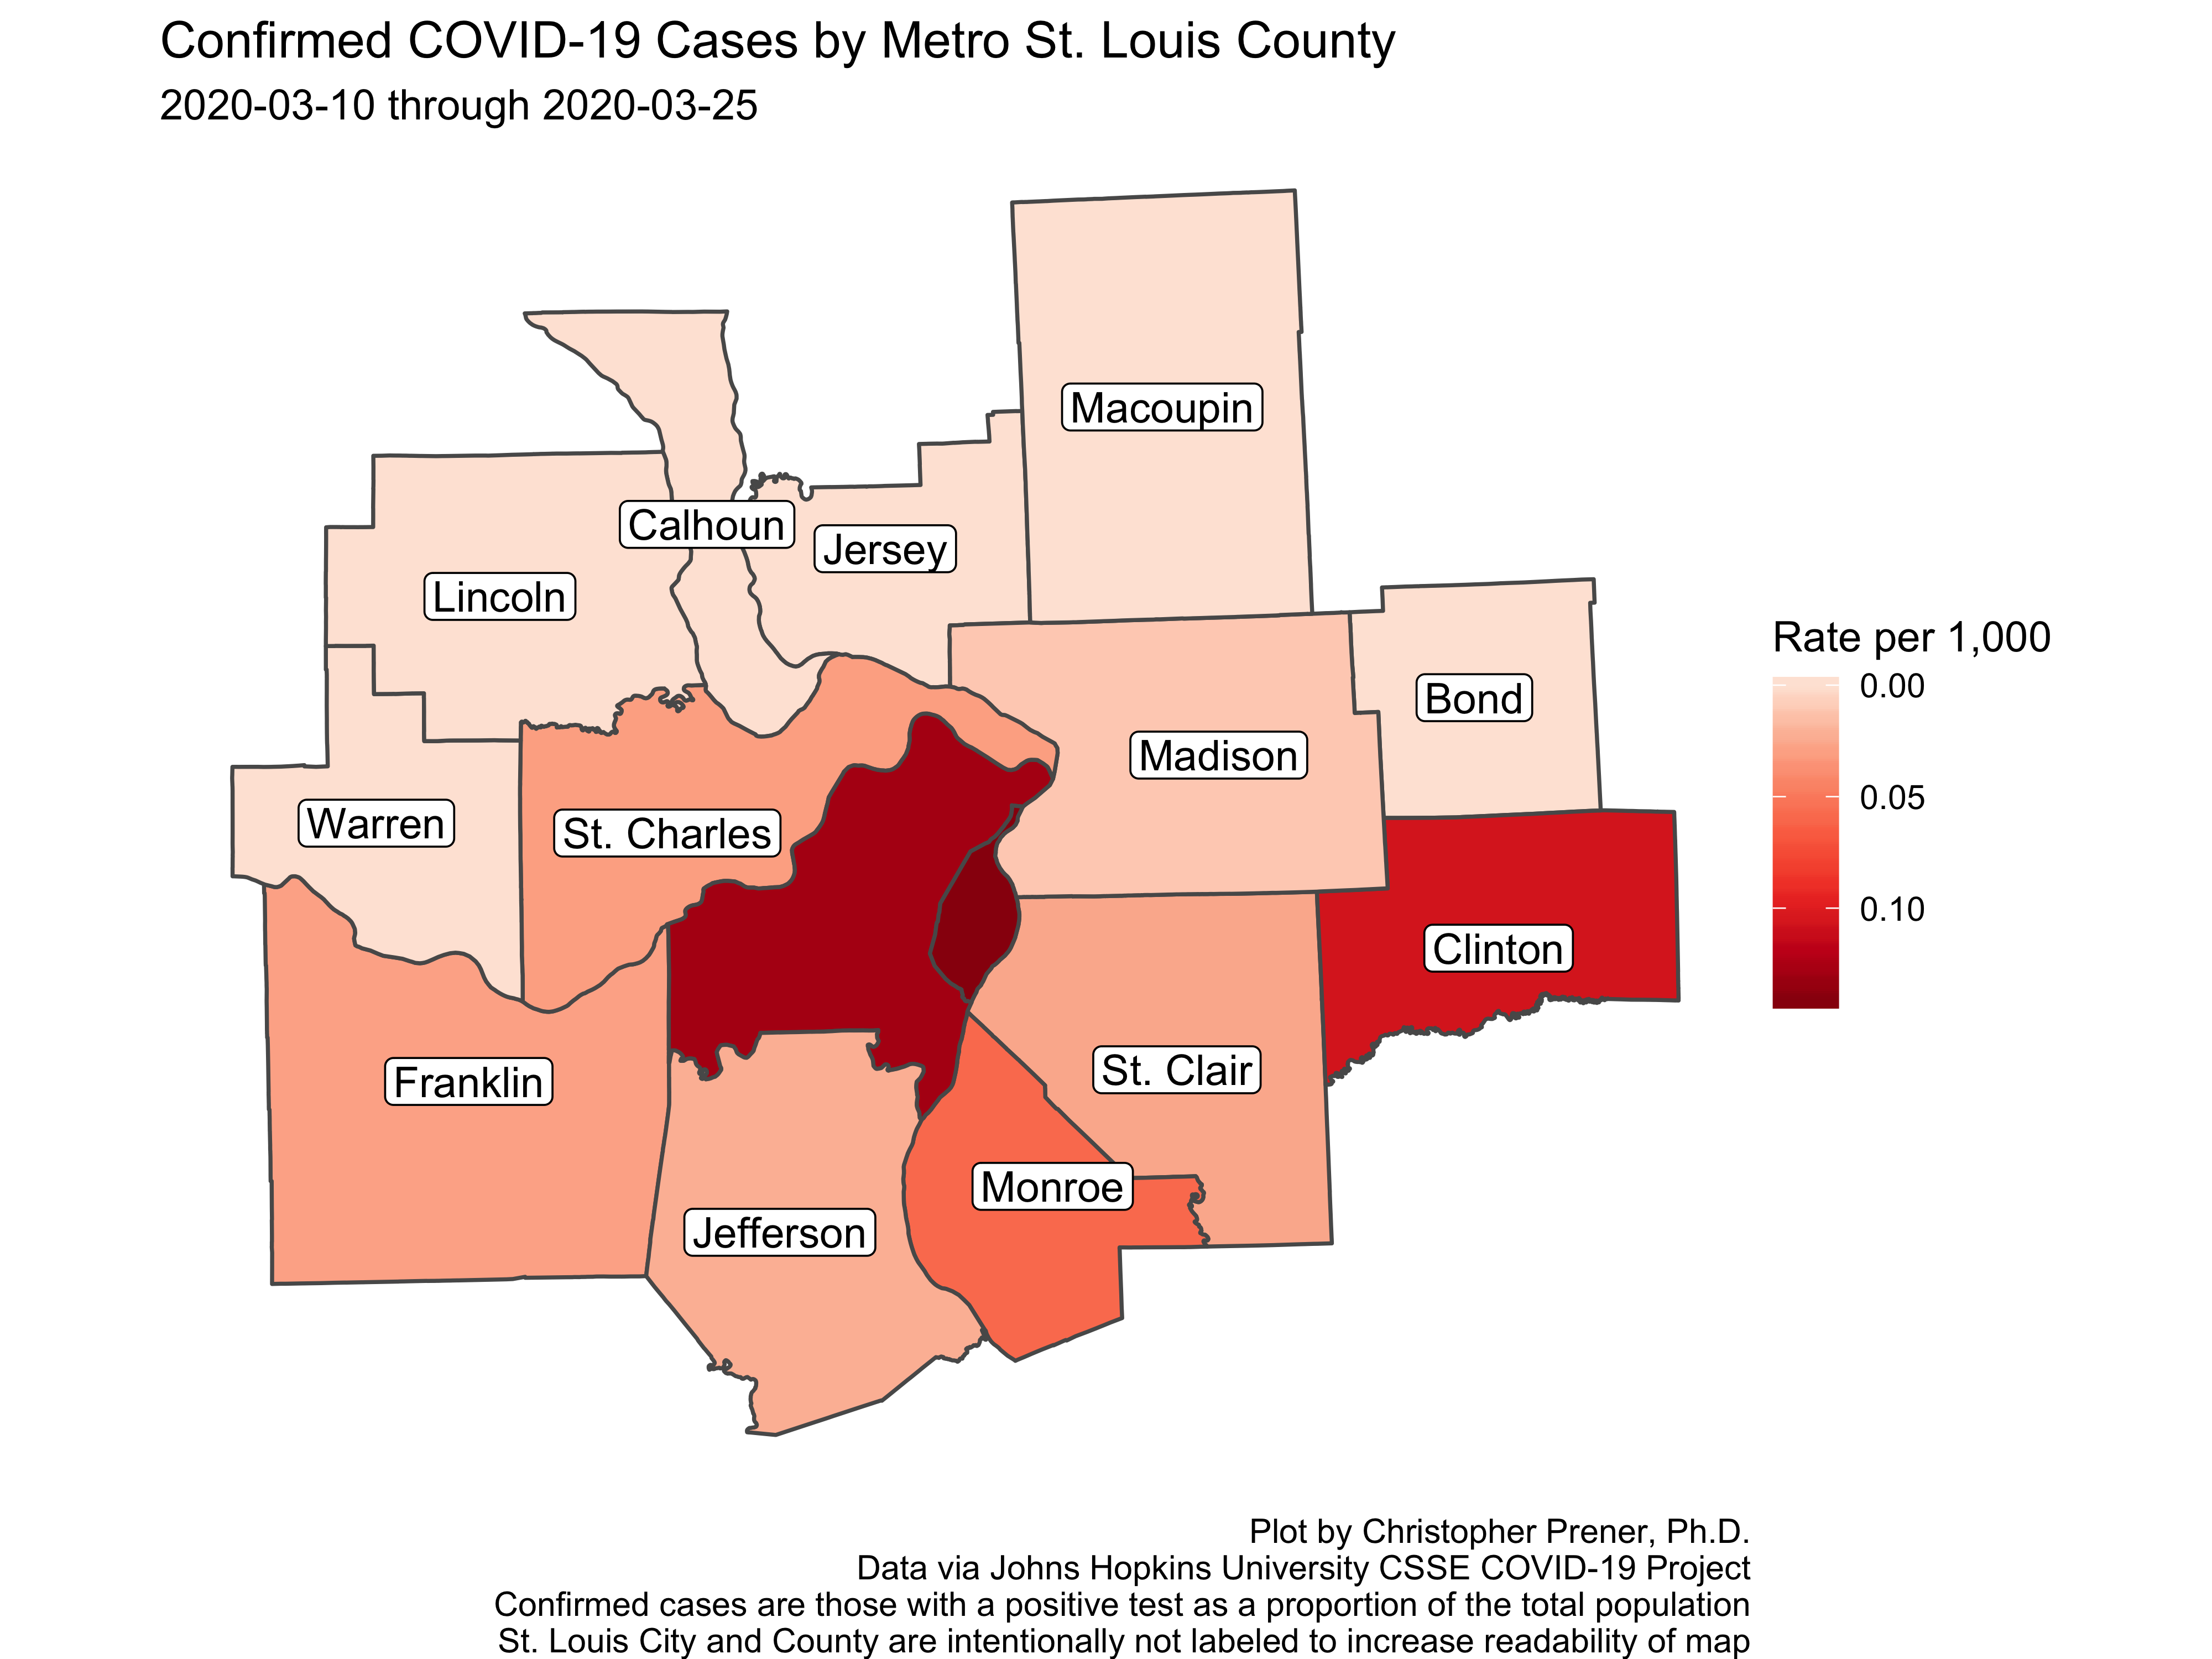 Confirmed COVID-19 Cases by Metro St. Louis County
2020-03-10 through 2020-03-25
Macoupin
Calhoun
Jersey
Lincoln
Rate per 1,000
0.00
0.05
0.10
Bond
Madison
Warren
St. Charles
Clinton
Franklin
St. Clair
Monroe
Jefferson
Plot by Christopher Prener, Ph.D.
Data via Johns Hopkins University CSSE COVID-19 Project
Confirmed cases are those with a positive test as a proportion of the total population
St. Louis City and County are intentionally not labeled to increase readability of map